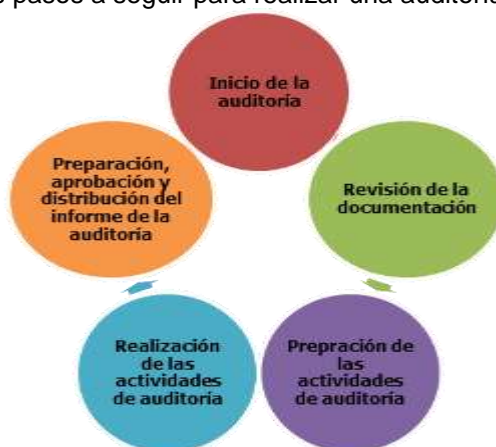 pasos a seguir para realizar una auditoría
Inicio de la
auditoría
Revisión de la
documentación
Prepración de
las
actividades
de auditoría
Realización
de las
actividades
de auditoría
Preparación,
aprobación y
distribución del
informe de la
auditoría